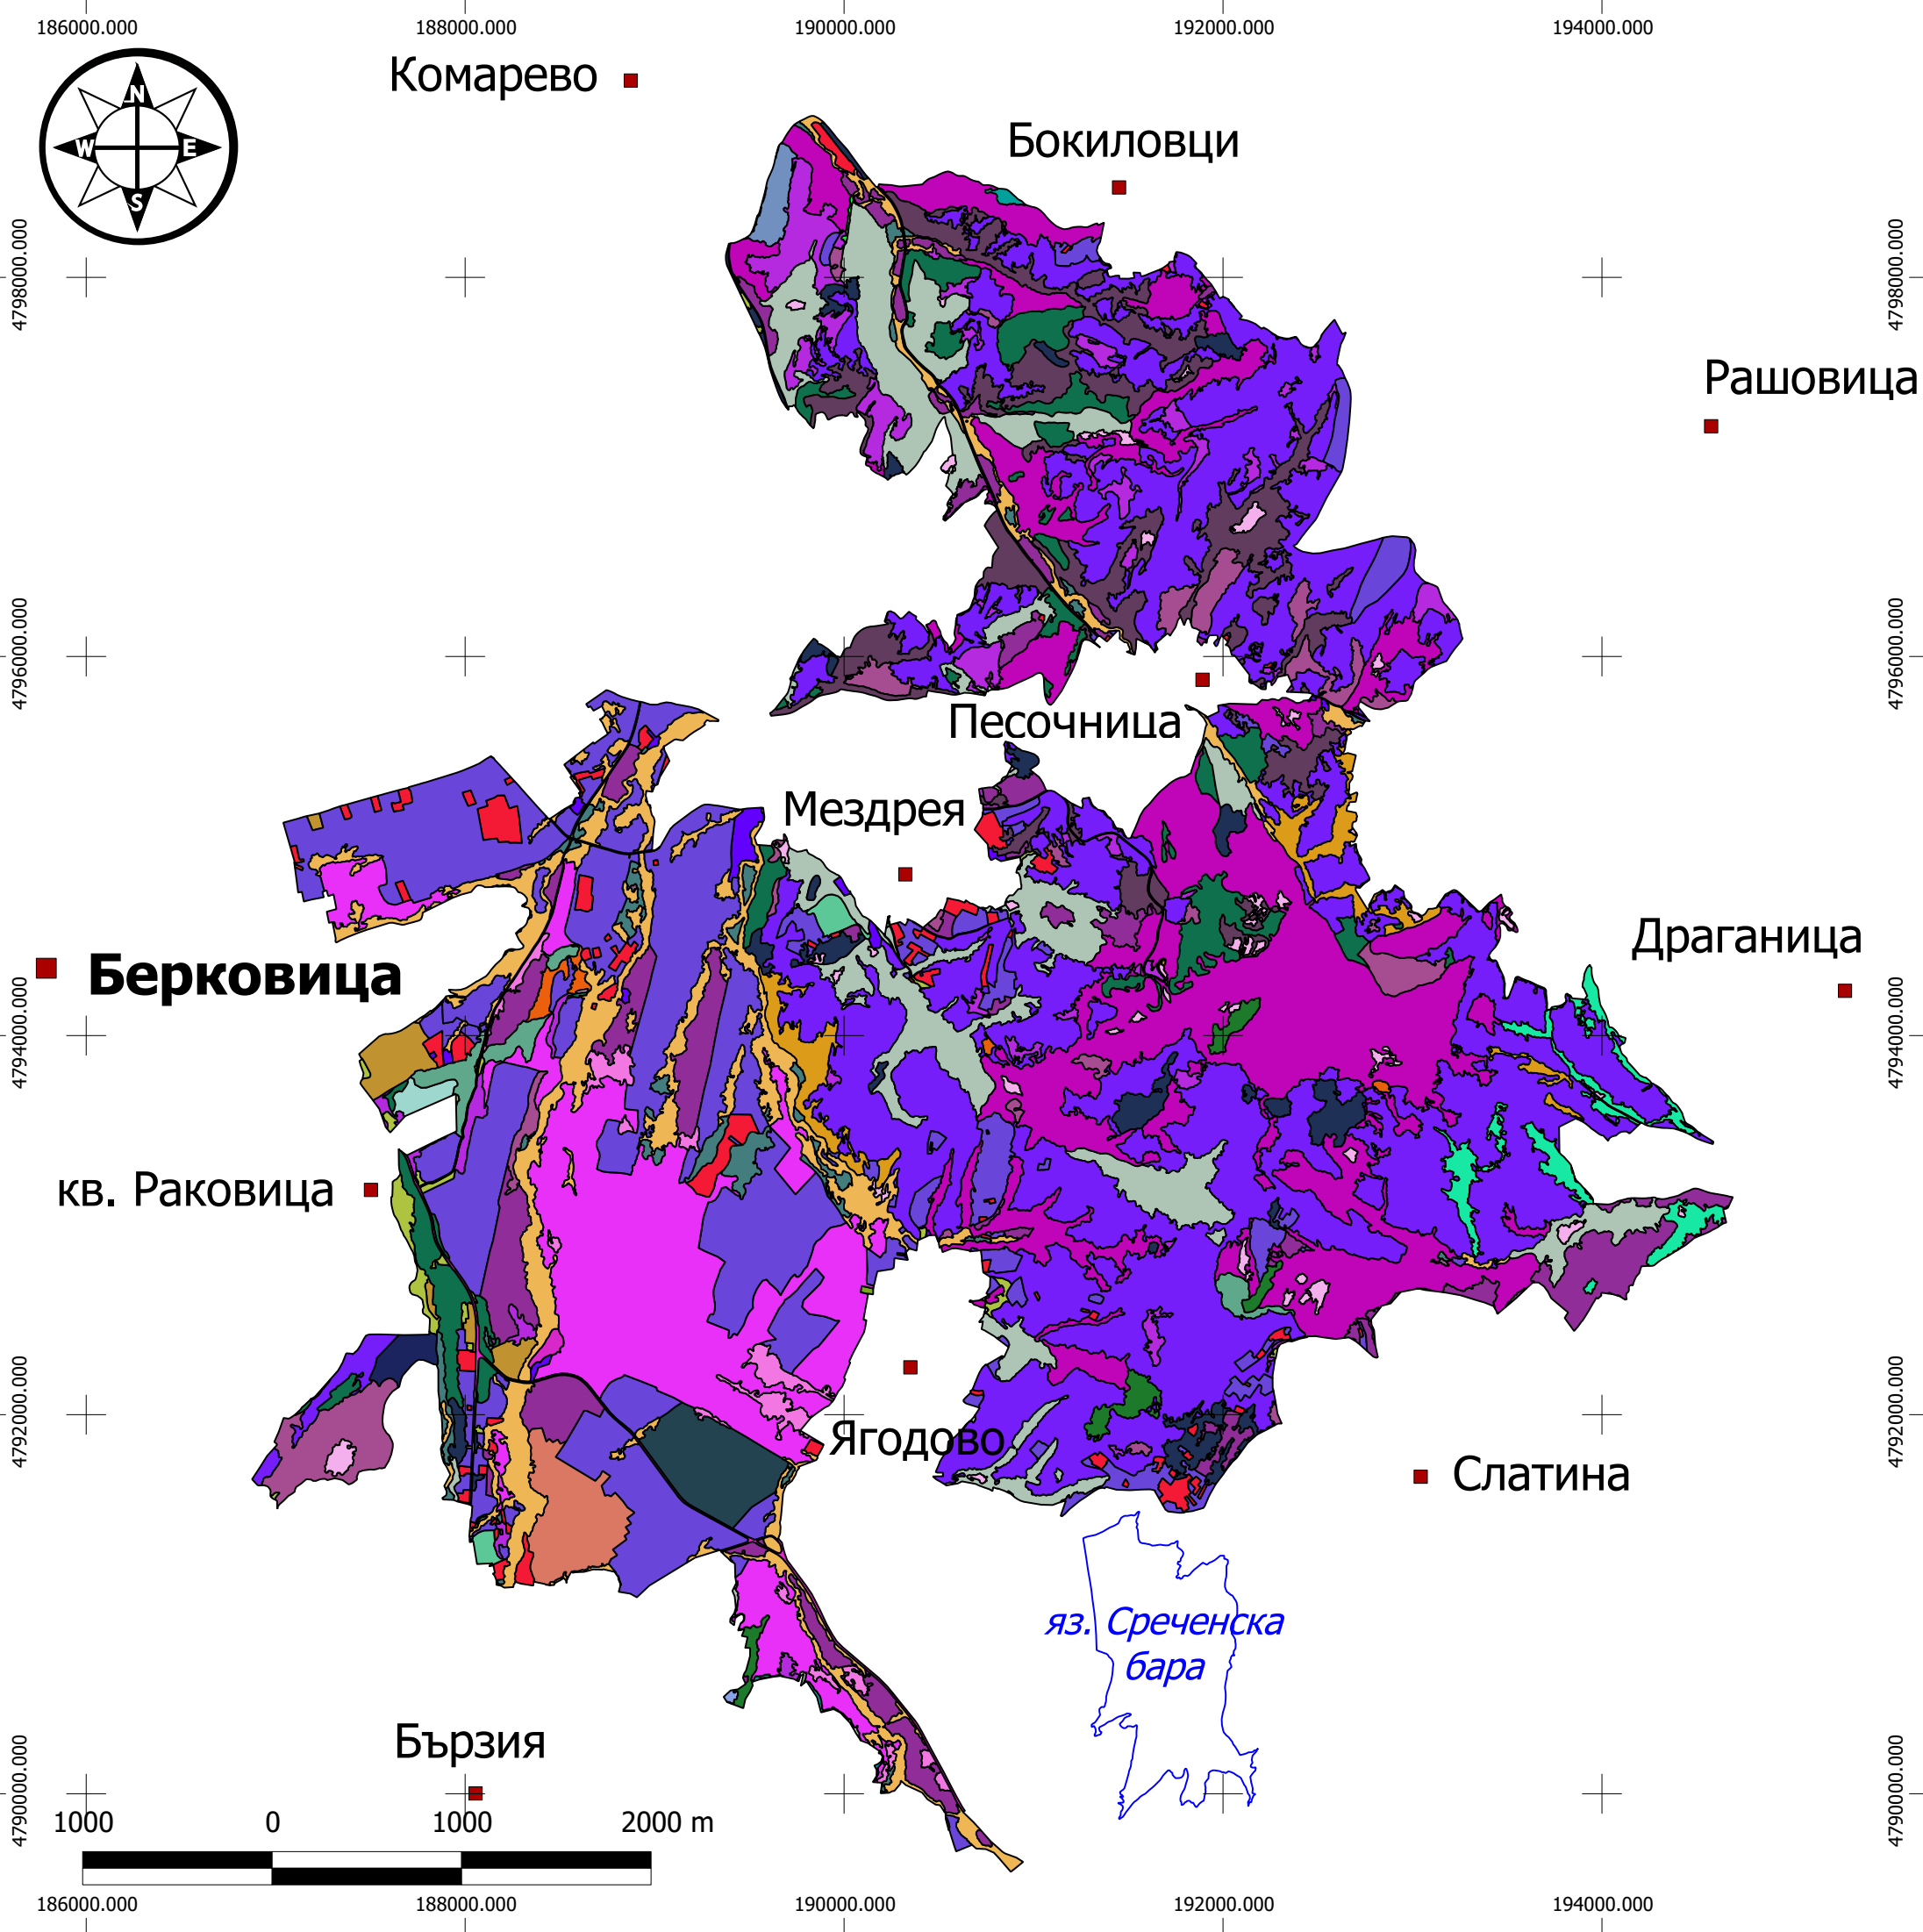 186000.000 188000.000 190000.000 192000.000 194000.000
N
W E
S
Комарево
Бокиловци
4798000.000 4798000.000
Рашовица
4796000.000 4796000.000
Песочница
Мездрея
Драганица
Берковица
4794000.000 4794000.000
кв. Раковица
4792000.000 4792000.000
Ягодово
Слатина
яз. Среченска
бара
Бързия
4790000.000 4790000.000
1000 0 1000 2000 m
186000.000 188000.000 190000.000 192000.000 194000.000